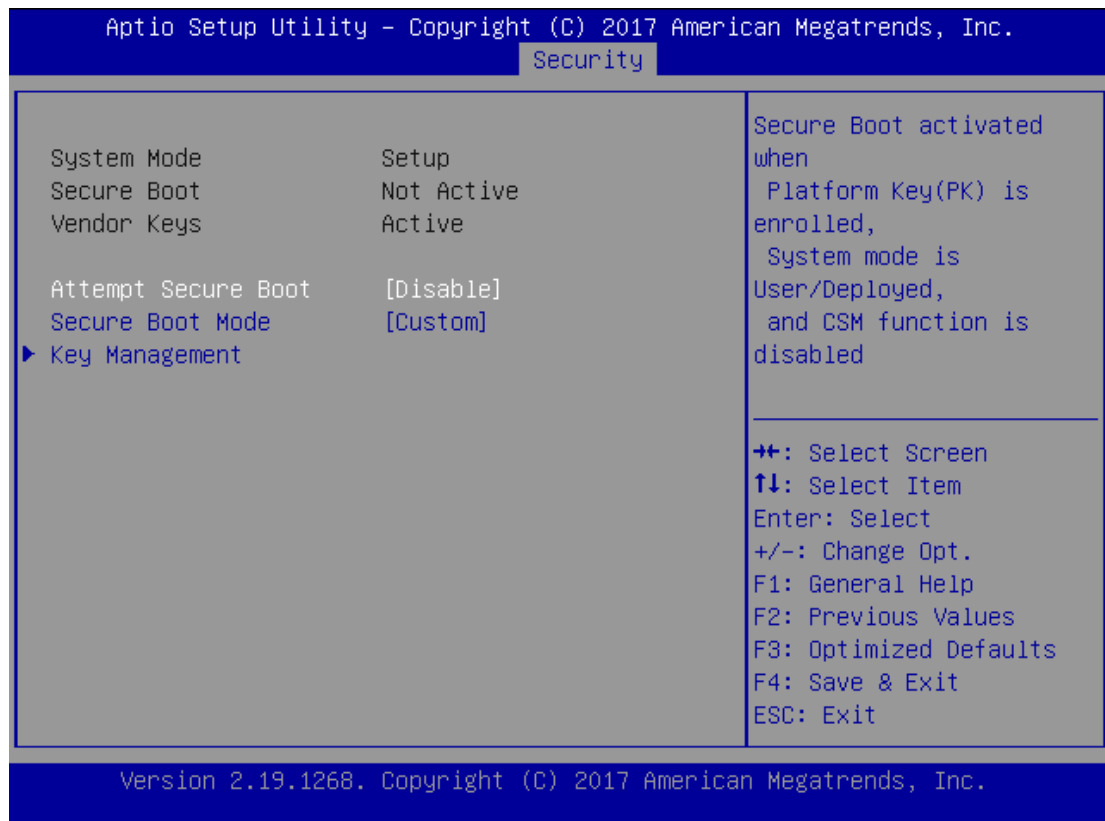 Aptio Setup Utility – Copyright (C) 2017 American Megatrends, Inc.
Security
System Mode Setup
Secure Boot Not Active
Vendor Keys Active
Attempt Secure Boot [Disable]
Secure Boot Mode [Custom]
▶ Key Management
Secure Boot activated
when
Platform Key(PK) is
enrolled,
System mode is
User/Deployed,
and CSM function is
disabled
→←: Select Screen
↑↓: Select Item
Enter: Select
+/-: Change Opt.
F1: General Help
F2: Previous Values
F3: Optimized Defaults
F4: Save & Exit
ESC: Exit
Version 2.19.1268. Copyright (C) 2017 American Megatrends, Inc.